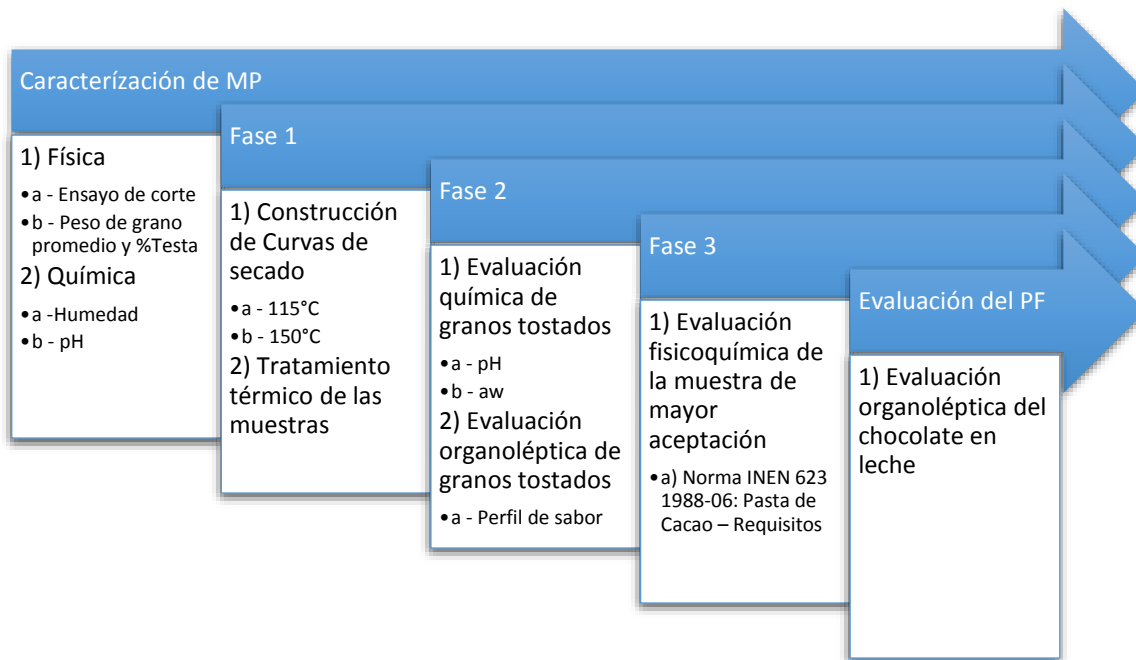 Caracterízación de MP
1) Física
•a - Ensayo de corte
•b - Peso de grano
promedio y %Testa
2) Química
•a -Humedad
•b - pH
Fase 1
1) Construcción
de Curvas de
secado
•a - 115°C
•b - 150°C
2) Tratamiento
térmico de las
muestras
Fase 2
1) Evaluación
química de
granos tostados
•a - pH
•b - aw
2) Evaluación
organoléptica de
granos tostados
•a - Perfil de sabor
Fase 3
1) Evaluación
fisicoquímica de
la muestra de
mayor
aceptación
•a) Norma INEN 623
1988-06: Pasta de
Cacao – Requisitos
Evaluación del PF
1) Evaluación
organoléptica del
chocolate en
leche